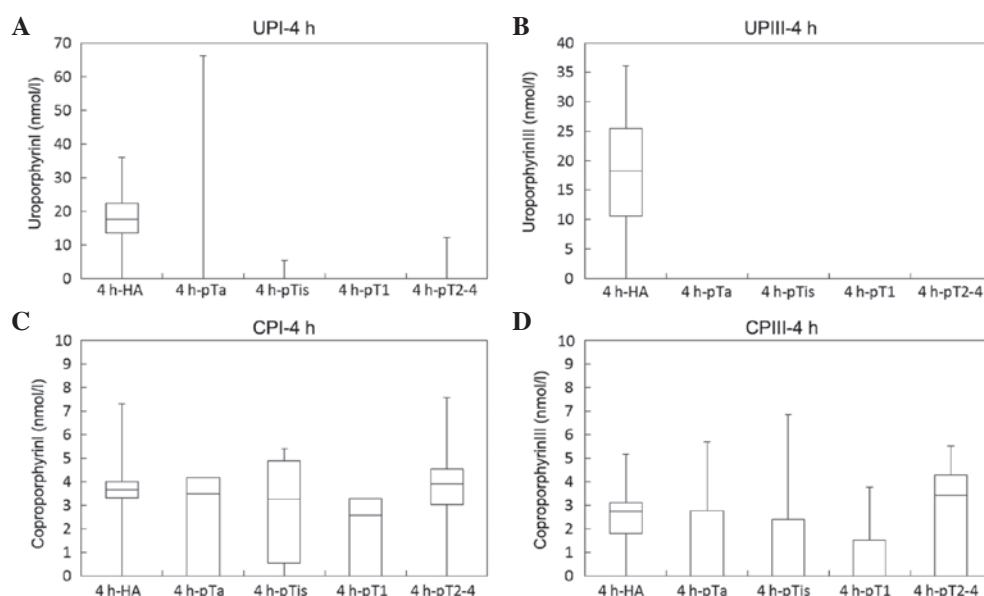 A
UPI-4 h
UroporphyrinI (nmol/l)
70
60
50
40
30
20
10
0
4 h-HA 4 h-pTa 4 h-pTis 4 h-pT1 4 h-pT2-4
B
UPIII-4 h
UroporphyrinIII (nmol/l)
40
35
30
25
20
15
10
5
0
4 h-HA 4 h-pTa 4 h-pTis 4 h-pT1 4 h-pT2-4
C
CPI-4 h
CoproporphyrinI (nmol/l)
10
9
8
7
6
5
4
3
2
1
0
4 h-HA 4 h-pTa 4 h-pTis 4 h-pT1 4 h-pT2-4
D
CPIII-4 h
CoproporphyrinIII (nmol/l)
10
9
8
7
6
5
4
3
2
1
0
4 h-HA 4 h-pTa 4 h-pTis 4 h-pT1 4 h-pT2-4